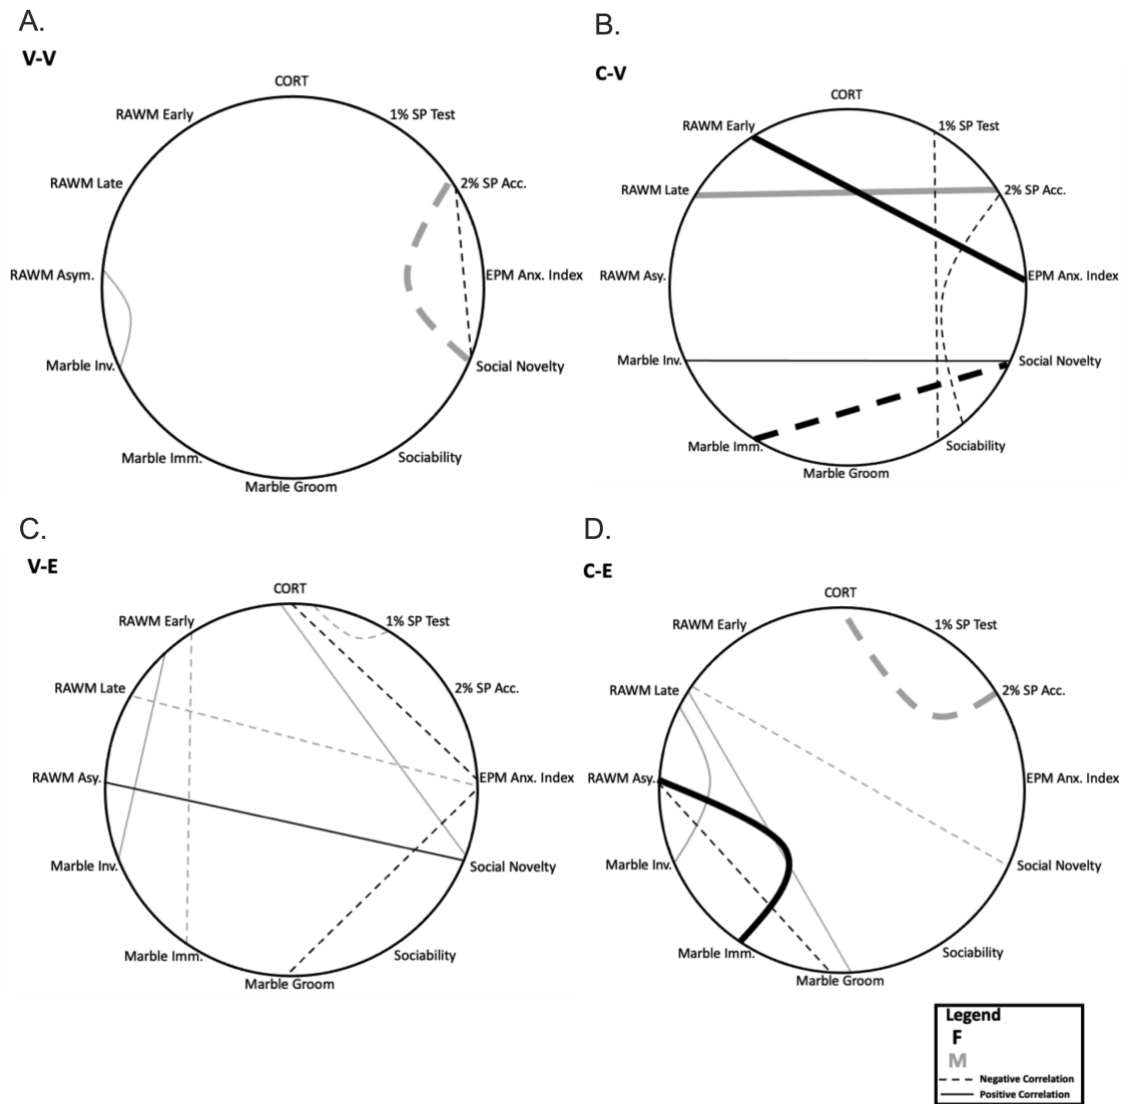 A.
V-V
CORT
RAWM Early
1% SP Test
RAWM Late
2% SP Acc.
RAWM Asym.
EPM Anx. Index
Marble Inv.
Social Novelty
Marble Imm.
Sociability
Marble Groom
B.
C-V
CORT
RAWM Early
1% SP Test
RAWM Late
2% SP Acc.
RAWM Asy.
EPM Anx. Index
Marble Inv.
Social Novelty
Marble Imm.
Sociability
Marble Groom
C.
V-E
CORT
RAWM Early
1% SP Test
RAWM Late
2% SP Acc.
RAWM Asy.
EPM Anx. Index
Marble Inv.
Social Novelty
Marble Imm.
Sociability
Marble Groom
D.
C-E
CORT
RAWM Early
1% SP Test
RAWM Late
2% SP Acc.
RAWM Asy.
EPM Anx. Index
Marble Inv.
Social Novelty
Marble Imm.
Sociability
Marble Groom
Legend
F
M
Negative Correlation
Positive Correlation